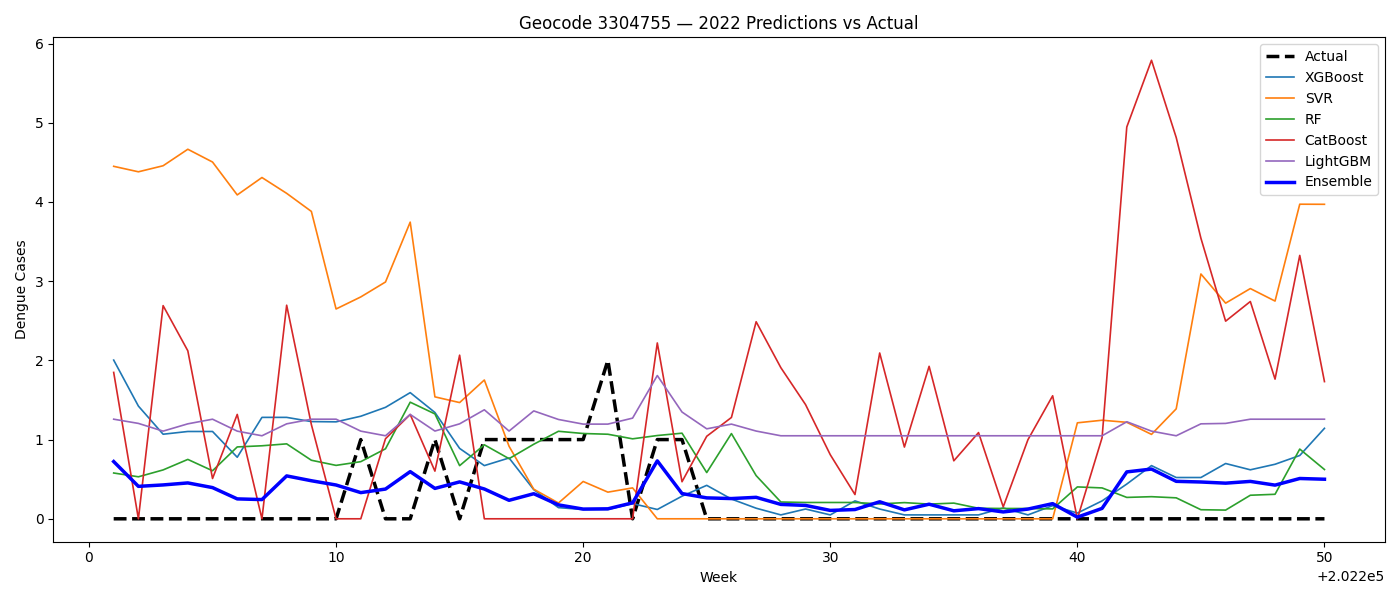 Geocode 3304755 — 2022 Predictions vs Actual
Dengue Cases
6
5
4
3
2
1
0
Actual
XGBoost
SVR
RF
CatBoost
LightGBM
Ensemble
0 10 20 30 40 50
Week
+2.022e5